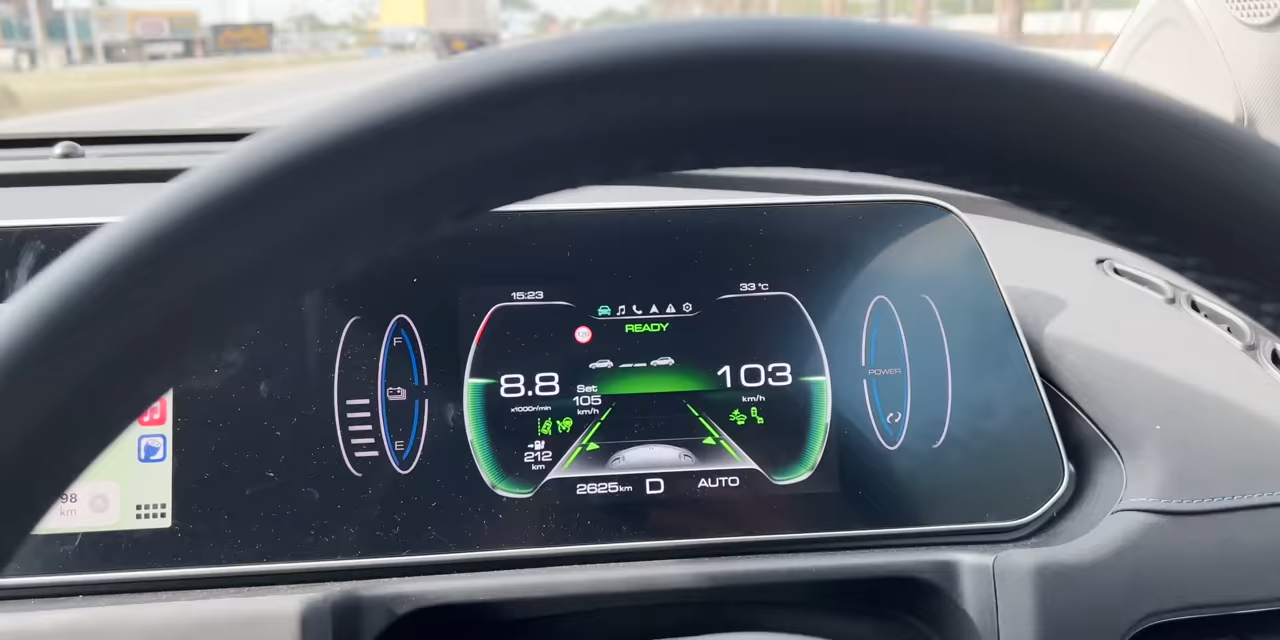 15:23
33 °C
READY
120
F
E
8.8
x1000r/min
Set
105
km/h
103
km/h
POWER
212
km
2625km
D
AUTO
98
km